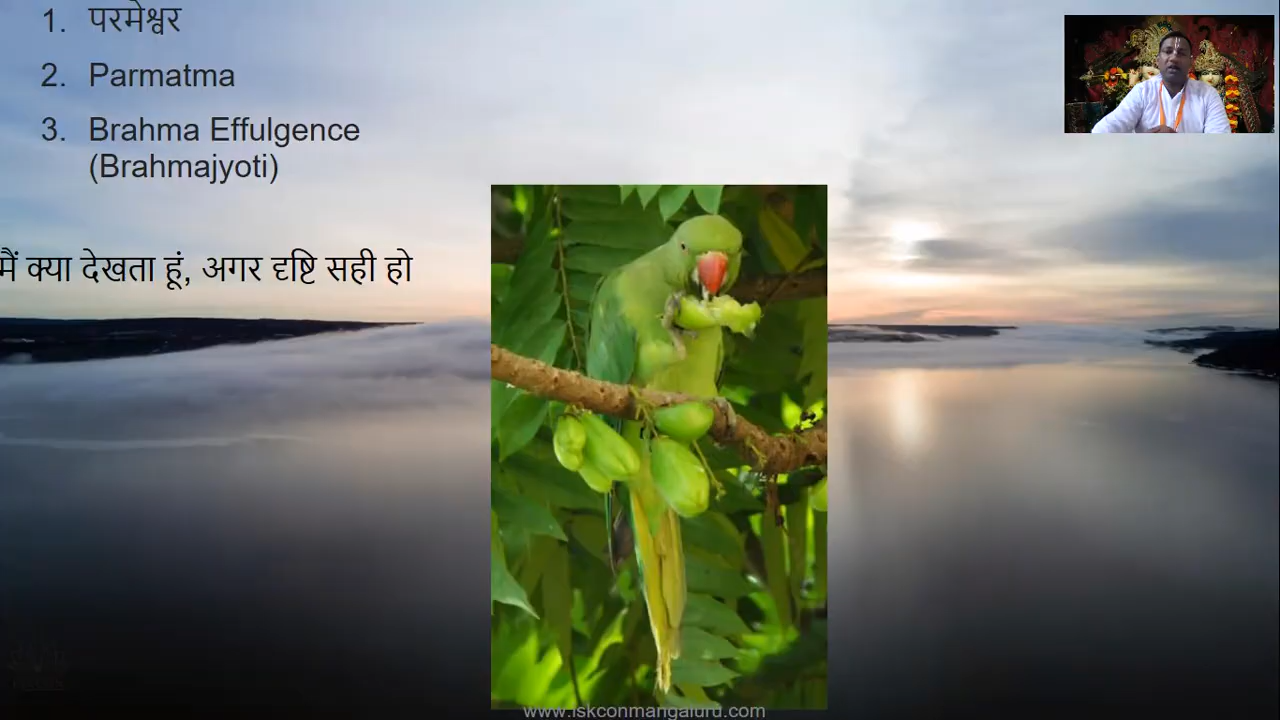 1. परमेश्वर
2. Parmatma
3. Brahma Effulgence
(Brahmajyoti)
मैं क्या देखता हूं, अगर दृष्टि सही हो
www.iskconmangaluru.com